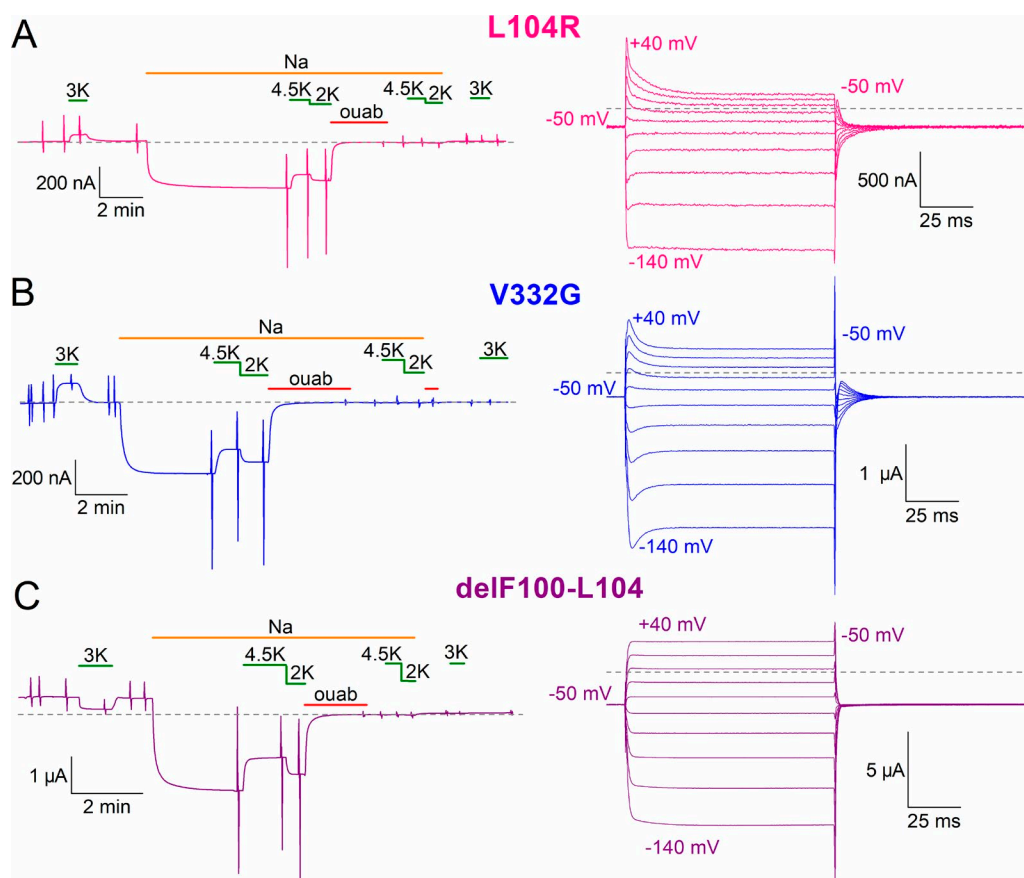 A
L104R
Na
3K
4.5K
2K
ouab
4.5K
2K
3K
200 nA
2 min
+40 mV
-50 mV
-50 mV
-140 mV
500 nA
25 ms
B
V332G
Na
3K
4.5K
2K
ouab
4.5K
2K
3K
200 nA
2 min
+40 mV
-50 mV
-50 mV
-140 mV
1 µA
25 ms
C
delF100-L104
Na
3K
4.5K
2K
ouab
4.5K
2K
3K
1 µA
2 min
+40 mV
-50 mV
-50 mV
-140 mV
5 µA
25 ms